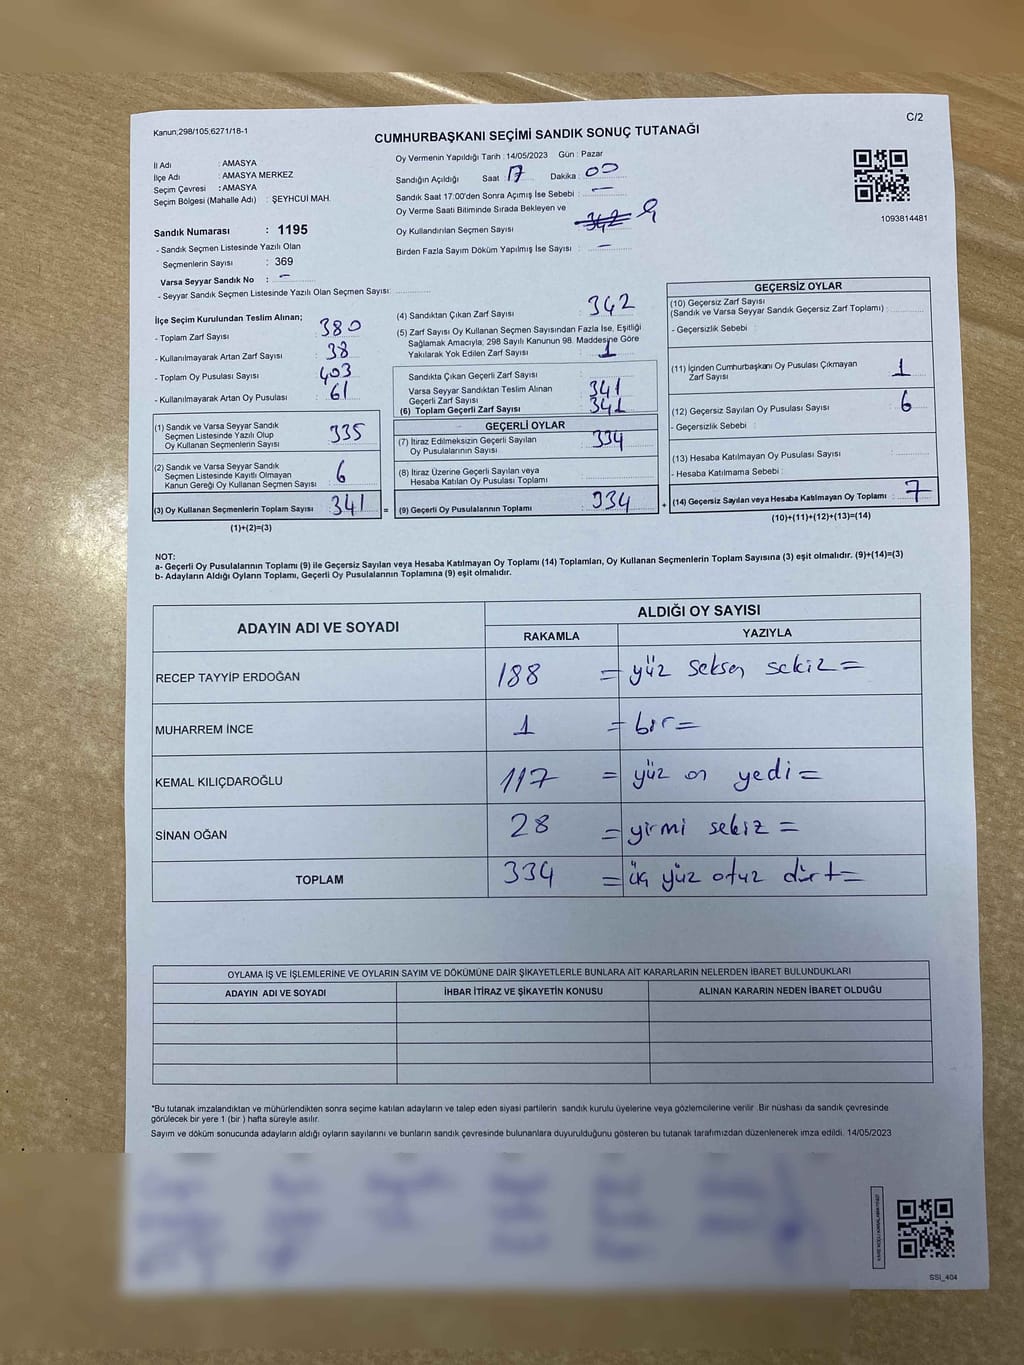 Kanun;298/105,6271/18-1
C/2
CUMHURBAŞKANI SEÇİMİ SANDIK SONUÇ TUTANAĞI
İl Adı : AMASYA
İlçe Adı : AMASYA MERKEZ
Seçim Çevresi : AMASYA
Seçim Bölgesi (Mahalle Adı) : ŞEYHCUİ MAH.
Sandık Numarası : 1195
- Sandık Seçmen Listesinde Yazılı Olan
Seçmenlerin Sayısı : 369
Varsa Seyyar Sandık No : -
- Seyyar Sandık Seçmen Listesinde Yazılı Olan Seçmen Sayısı:
Oy Vermenin Yapıldığı Tarih : 14/05/2023 Gün : Pazar
Sandığın Açıldığı Saat 17 Dakika 00
Sandık Saat 17:00'den Sonra Açımış İse Sebebi : -
Oy Verme Saati Bitiminde Sırada Bekleyen ve
Oy Kullandırılan Seçmen Sayısı : 342
Birden Fazla Sayım Döküm Yapılmış İse Sayısı : -
1093814481
İlçe Seçim Kurulundan Teslim Alınan;
- Toplam Zarf Sayısı : 380
- Kullanılmayarak Artan Zarf Sayısı : 38
- Toplam Oy Pusulası Sayısı : 403
- Kullanılmayarak Artan Oy Pusulası : 61
(1) Sandık ve Varsa Seyyar Sandık
Seçmen Listesinde Yazılı Olup
Oy Kullanan Seçmenlerin Sayısı : 335
(2) Sandık ve Varsa Seyyar Sandık
Seçmen Listesinde Kayıtlı Olmayan
Kanun Gereği Oy Kullanan Seçmen Sayısı : 6
(3) Oy Kullanan Seçmenlerin Toplam Sayısı : 341 =
(1)+(2)=(3)
(4) Sandıktan Çıkan Zarf Sayısı : 342
(5) Zarf Sayısı Oy Kullanan Seçmen Sayısından Fazla İse, Eşitliği
Sağlamak Amacıyla; 298 Sayılı Kanunun 98. Maddesine Göre
Yakılarak Yok Edilen Zarf Sayısı : 1
Sandıkta Çıkan Geçerli Zarf Sayısı :
Varsa Seyyar Sandıktan Teslim Alınan
Geçerli Zarf Sayısı : 341
(6) Toplam Geçerli Zarf Sayısı : 341
GEÇERLİ OYLAR
(7) İtiraz Edilmeksizin Geçerli Sayılan
Oy Pusulalarının Sayısı : 334
(8) İtiraz Üzerine Geçerli Sayılan veya
Hesaba Katılan Oy Pusulası Toplamı :
(9) Geçerli Oy Pusulalarının Toplamı : 334 +
GEÇERSİZ OYLAR
(10) Geçersiz Zarf Sayısı
(Sandık ve Varsa Seyyar Sandık Geçersiz Zarf Toplamı) :
- Geçersizlik Sebebi :
(11) İçinden Cumhurbaşkanı Oy Pusulası Çıkmayan
Zarf Sayısı : 1
(12) Geçersiz Sayılan Oy Pusulası Sayısı : 6
- Geçersizlik Sebebi :
(13) Hesaba Katılmayan Oy Pusulası Sayısı :
- Hesaba Katılmama Sebebi :
(14) Geçersiz Sayılan veya Hesaba Katılmayan Oy Toplamı : 7
(10)+(11)+(12)+(13)=(14)
NOT:
a- Geçerli Oy Pusulalarının Toplamı (9) ile Geçersiz Sayılan veya Hesaba Katılmayan Oy Toplamı (14) Toplamları, Oy Kullanan Seçmenlerin Toplam Sayısına (3) eşit olmalıdır. (9)+(14)=(3)
b- Adayların Aldığı Oyların Toplamı, Geçerli Oy Pusulalarının Toplamına (9) eşit olmalıdır.
ADAYIN ADI VE SOYADI
ALDIĞI OY SAYISI
RAKAMLA YAZIYLA
RECEP TAYYİP ERDOĞAN 188 = yüz seksen sekiz =
MUHARREM İNCE 1 = bir =
KEMAL KILIÇDAROĞLU 117 = yüz on yedi =
SİNAN OĞAN 28 = yirmi sekiz =
TOPLAM 334 = üç yüz otuz dört =
OYLAMA İŞ VE İŞLEMLERİNE VE OYLARIN SAYIM VE DÖKÜMÜNE DAİR ŞİKAYETLERLE BUNLARA AİT KARARLARIN NELERDEN İBARET BULUNDUKLARI
ADAYIN ADI VE SOYADI İHBAR İTİRAZ VE ŞİKAYETİN KONUSU ALINAN KARARIN NEDEN İBARET OLDUĞU
*Bu tutanak imzalandıktan ve mühürlendikten sonra seçime katılan adayların ve talep eden siyasi partilerin sandık kurulu üyelerine veya gözlemcilerine verilir. Bir nüshası da sandık çevresinde
görülecek bir yere 1 (bir ) hafta süreyle asılır.
Sayım ve döküm sonucunda adayların aldığı oyların sayılarını ve bunların sandık çevresinde bulunanlara duyurulduğunu gösteren bu tutanak tarafımızdan düzenlenerek imza edildi. 14/05/2023
SSI_404